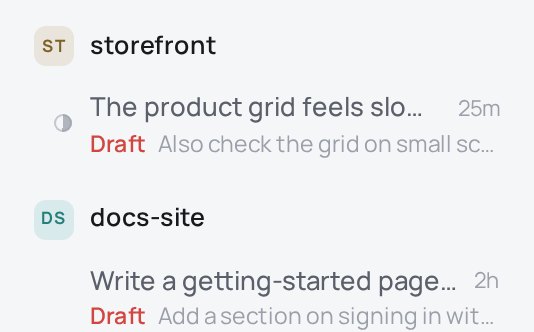 ST storefront
The product grid feels slo... 25m
Draft Also check the grid on small sc...
DS docs-site
Write a getting-started page... 2h
Draft Add a section on signing in wit...